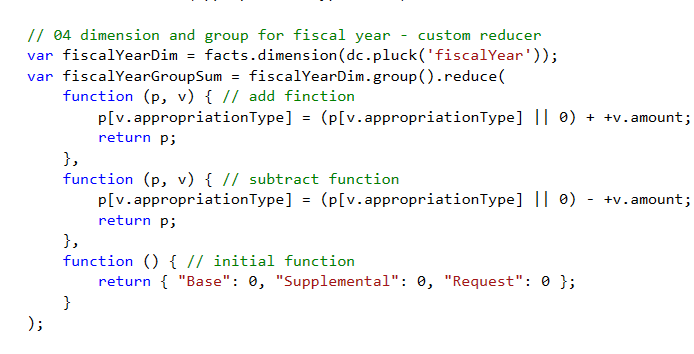 // 04 dimension and group for fiscal year - custom reducer
var fiscalYearDim = facts.dimension(dc.pluck('fiscalYear'));
var fiscalYearGroupSum = fiscalYearDim.group().reduce(
    function (p, v) { // add finction
        p[v.appropriationType] = (p[v.appropriationType] || 0) + +v.amount;
        return p;
    },
    function (p, v) { // subtract function
        p[v.appropriationType] = (p[v.appropriationType] || 0) - +v.amount;
        return p;
    },
    function () { // initial function
        return { "Base": 0, "Supplemental": 0, "Request": 0 };
    }
);